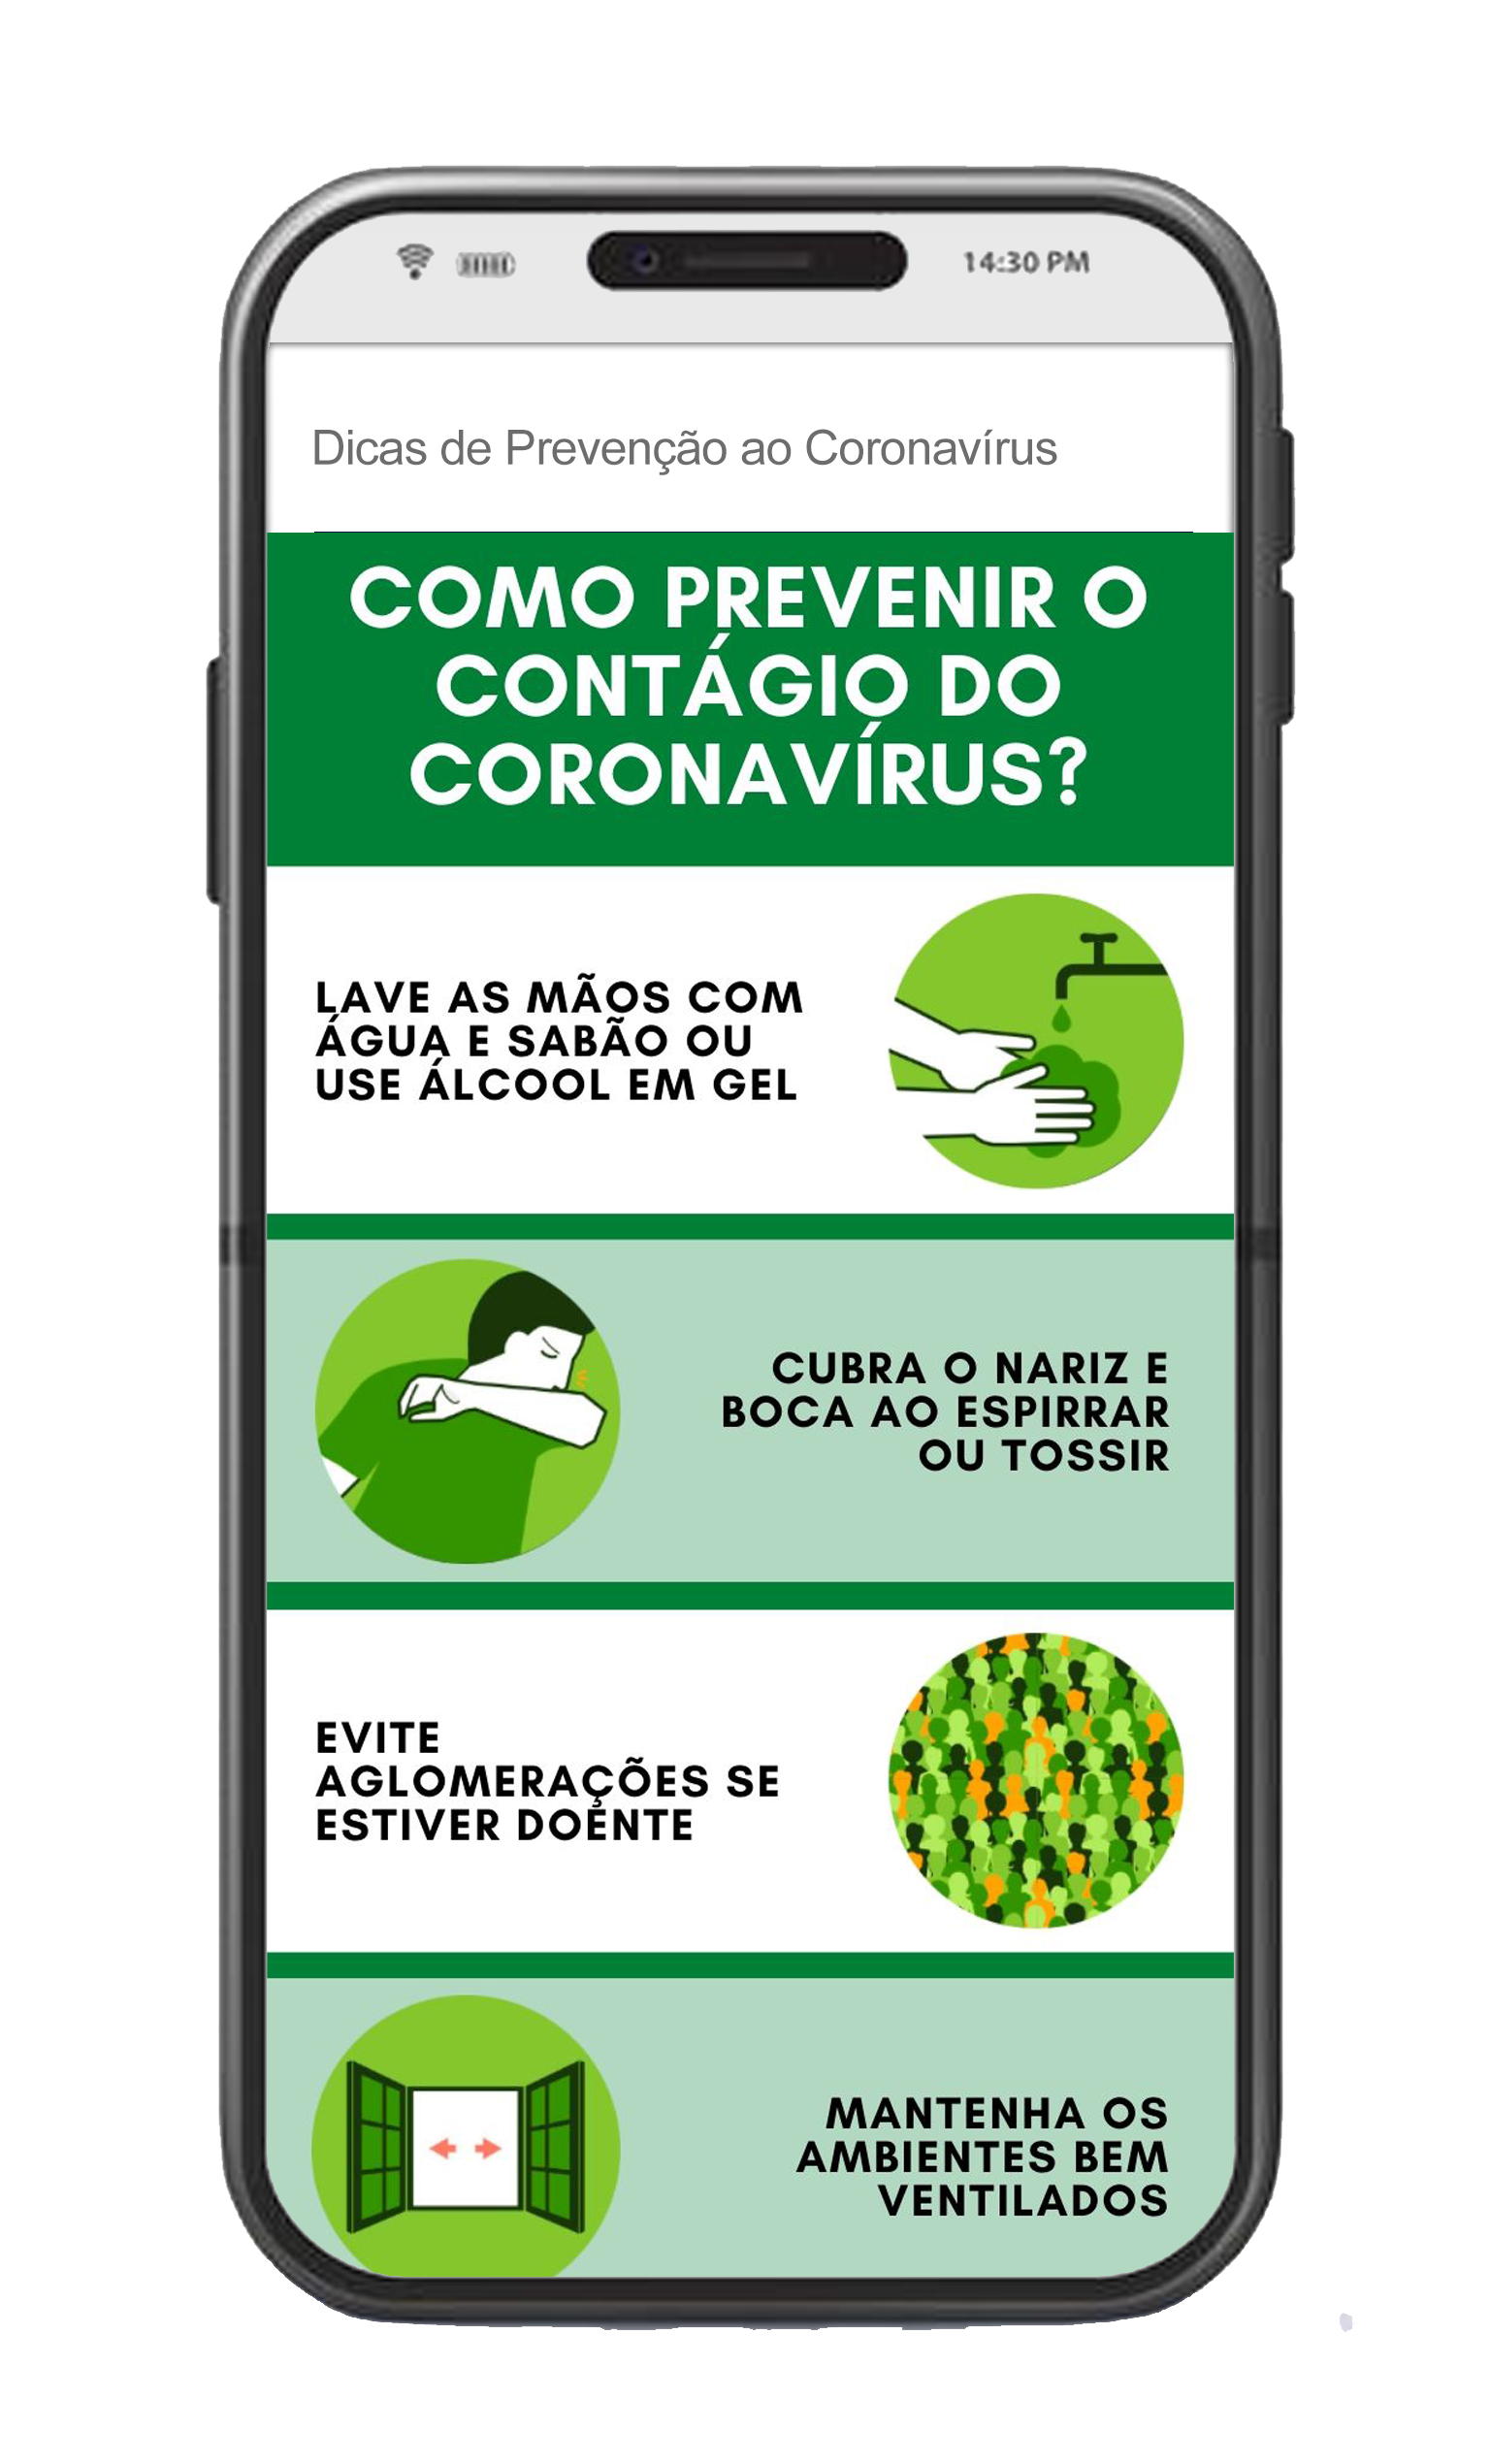 14:30 PM
Dicas de Prevenção ao Coronavírus
COMO PREVENIR O
CONTÁGIO DO
CORONAVÍRUS?
LAVE AS MÃOS COM
ÁGUA E SABÃO OU
USE ÁLCOOL EM GEL
CUBRA O NARIZ E
BOCA AO ESPIRRAR
OU TOSSIR
EVITE
AGLOMERAÇÕES SE
ESTIVER DOENTE
MANTENHA OS
AMBIENTES BEM
VENTILADOS